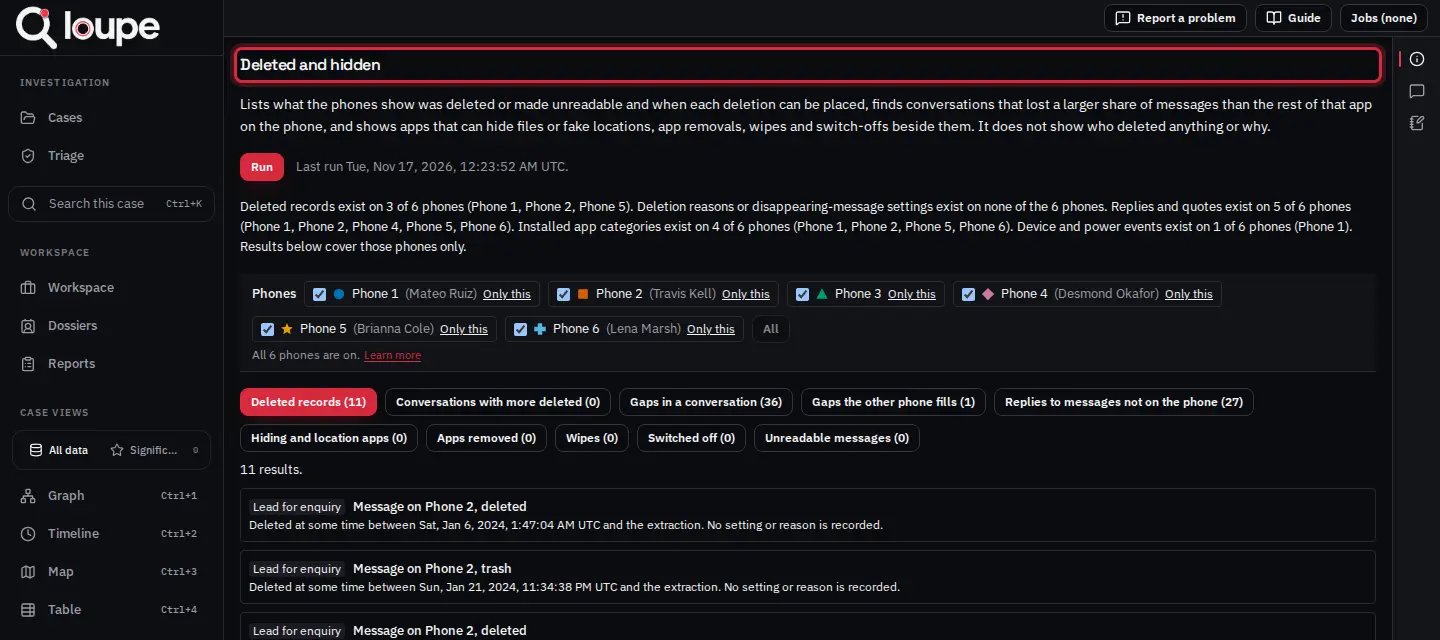 loupe
Report a problem
Guide
Jobs (none)
INVESTIGATION
Cases
Triage
Search this case Ctrl+K
WORKSPACE
Workspace
Dossiers
Reports
CASE VIEWS
All data Signific... 0
Graph Ctrl+1
Timeline Ctrl+2
Map Ctrl+3
Table Ctrl+4
Deleted and hidden
Lists what the phones show was deleted or made unreadable and when each deletion can be placed, finds conversations that lost a larger share of messages than the rest of that app
on the phone, and shows apps that can hide files or fake locations, app removals, wipes and switch-offs beside them. It does not show who deleted anything or why.
Run Last run Tue, Nov 17, 2026, 12:23:52 AM UTC.
Deleted records exist on 3 of 6 phones (Phone 1, Phone 2, Phone 5). Deletion reasons or disappearing-message settings exist on none of the 6 phones. Replies and quotes exist on 5 of 6 phones
(Phone 1, Phone 2, Phone 4, Phone 5, Phone 6). Installed app categories exist on 4 of 6 phones (Phone 1, Phone 2, Phone 5, Phone 6). Device and power events exist on 1 of 6 phones (Phone 1).
Results below cover those phones only.
Phones Phone 1 (Mateo Ruiz) Only this Phone 2 (Travis Kell) Only this Phone 3 Only this Phone 4 (Desmond Okafor) Only this
Phone 5 (Brianna Cole) Only this Phone 6 (Lena Marsh) Only this All
All 6 phones are on. Learn more
Deleted records (11) Conversations with more deleted (0) Gaps in a conversation (36) Gaps the other phone fills (1) Replies to messages not on the phone (27)
Hiding and location apps (0) Apps removed (0) Wipes (0) Switched off (0) Unreadable messages (0)
11 results.
Lead for enquiry Message on Phone 2, deleted
Deleted at some time between Sat, Jan 6, 2024, 1:47:04 AM UTC and the extraction. No setting or reason is recorded.
Lead for enquiry Message on Phone 2, trash
Deleted at some time between Sun, Jan 21, 2024, 11:34:38 PM UTC and the extraction. No setting or reason is recorded.
Lead for enquiry Message on Phone 2, deleted